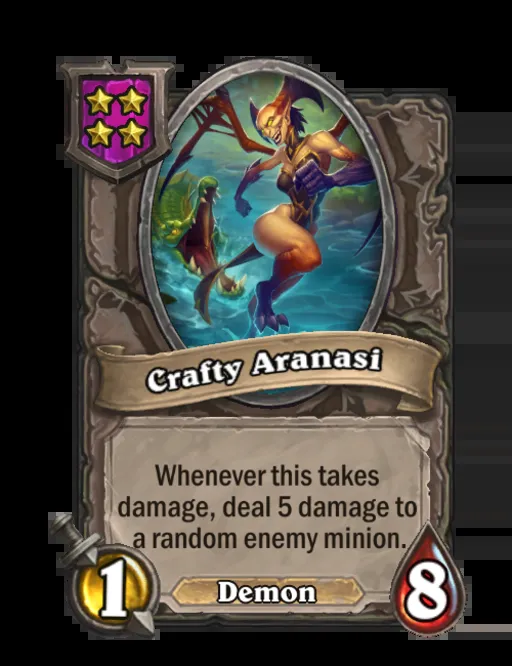 Crafty Aranasi
Whenever this takes
damage, deal 5 damage to
a random enemy minion.
1
Demon
8